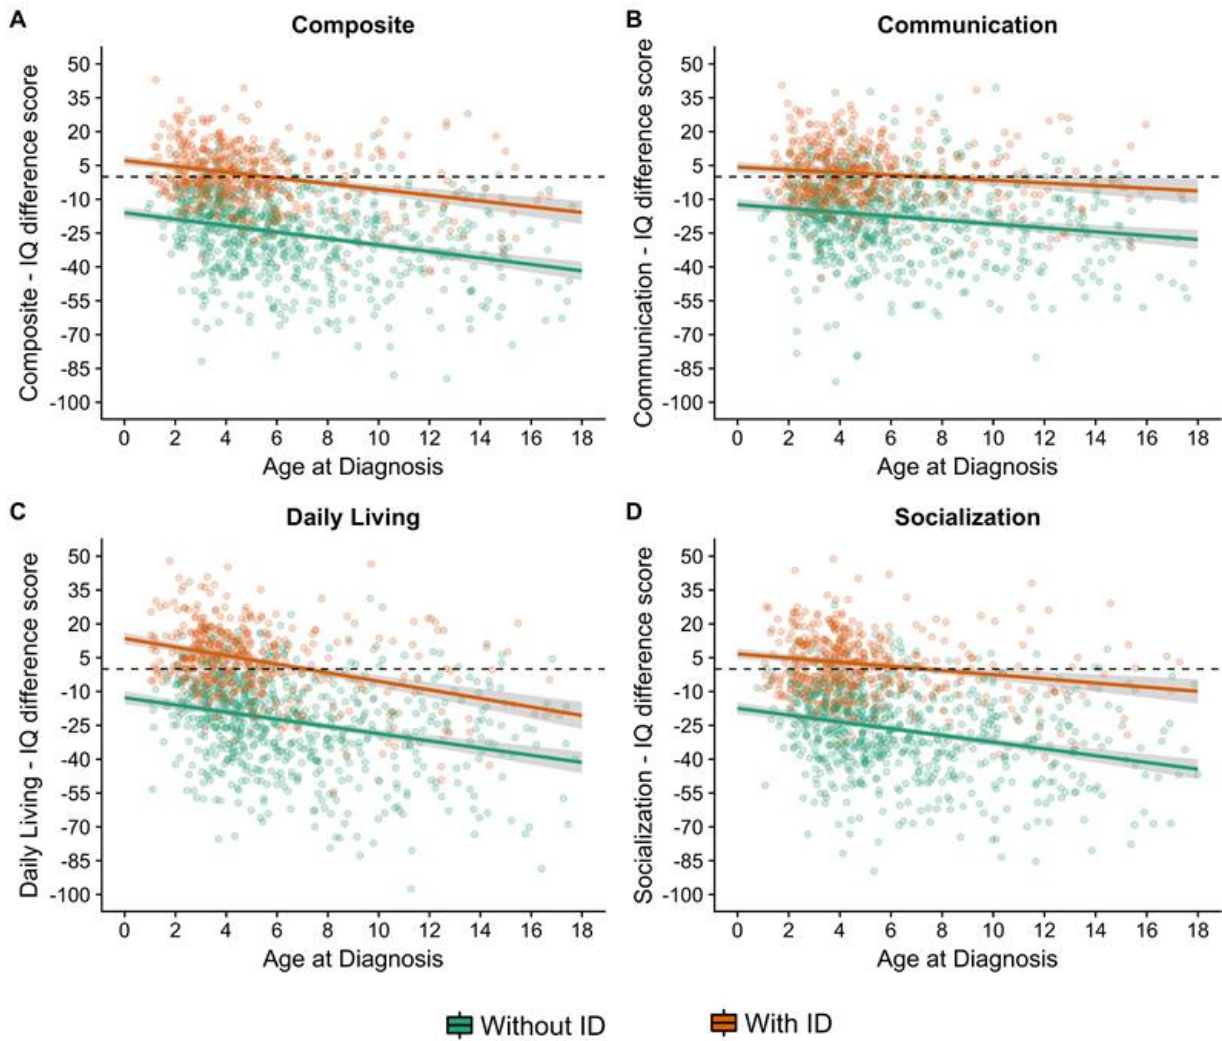 A
Composite
Composite - IQ difference score
50
35
20
5
-10
-25
-40
-55
-70
-85
-100
0 2 4 6 8 10 12 14 16 18
Age at Diagnosis
B
Communication
Communication - IQ difference score
50
35
20
5
-10
-25
-40
-55
-70
-85
-100
0 2 4 6 8 10 12 14 16 18
Age at Diagnosis
C
Daily Living
Daily Living - IQ difference score
50
35
20
5
-10
-25
-40
-55
-70
-85
-100
0 2 4 6 8 10 12 14 16 18
Age at Diagnosis
D
Socialization
Socialization - IQ difference score
50
35
20
5
-10
-25
-40
-55
-70
-85
-100
0 2 4 6 8 10 12 14 16 18
Age at Diagnosis
Without ID With ID